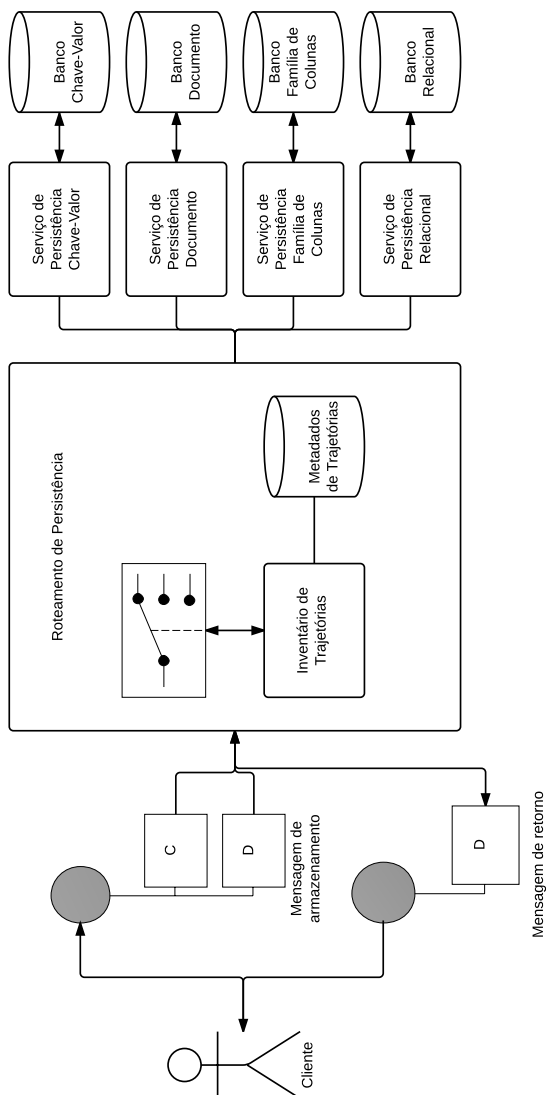 Cliente
C
D
Mensagem de
armazenamento
D
Mensagem de retorno
Roteamento de Persistência
Inventário de
Trajetórias
Metadados
de Trajetórias
Serviço de
Persistência
Chave-Valor
Serviço de
Persistência
Documento
Serviço de
Persistência
Família de
Colunas
Serviço de
Persistência
Relacional
Banco
Chave-Valor
Banco
Documento
Banco
Família de
Colunas
Banco
Relacional